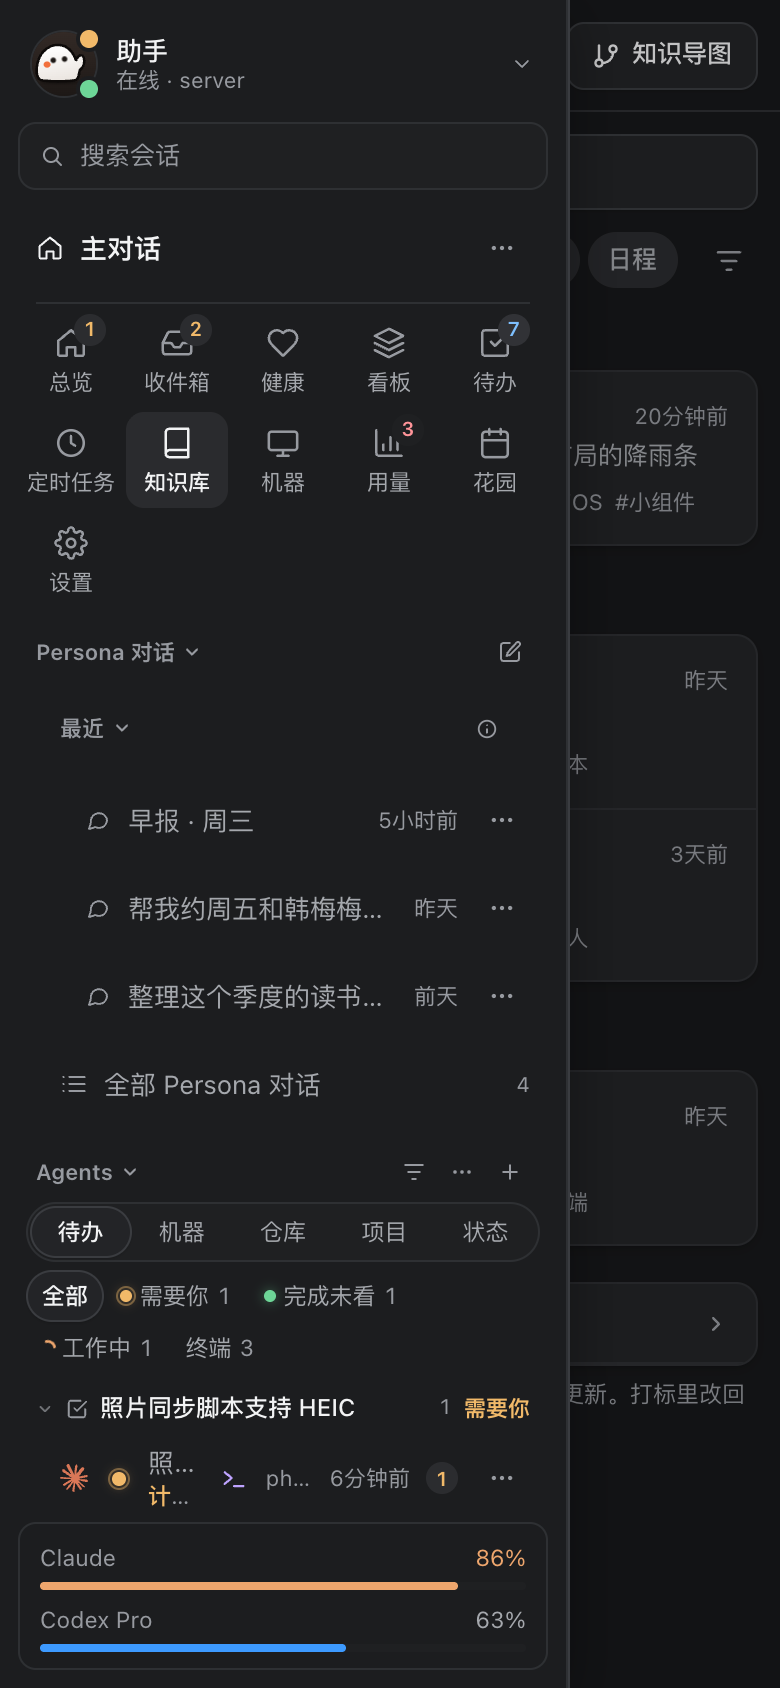 助手
在线 · server
搜索会话
主对话
1
2
7
总览
收件箱
健康
看板
待办
3
定时任务
知识库
机器
用量
花园
设置
Persona 对话
最近
早报 · 周三
5小时前
帮我约周五和韩梅梅…
昨天
整理这个季度的读书…
前天
全部 Persona 对话
4
Agents
待办
机器
仓库
项目
状态
全部
需要你 1
完成未看 1
工作中 1
终端 3
照片同步脚本支持 HEIC
1 需要你
照…
计…
ph…
6分钟前
1
Claude
86%
Codex Pro
63%
知识导图
日程
20分钟前
局的降雨条
OS #小组件
昨天
本
3天前
人
昨天
端
更新。打标里改回